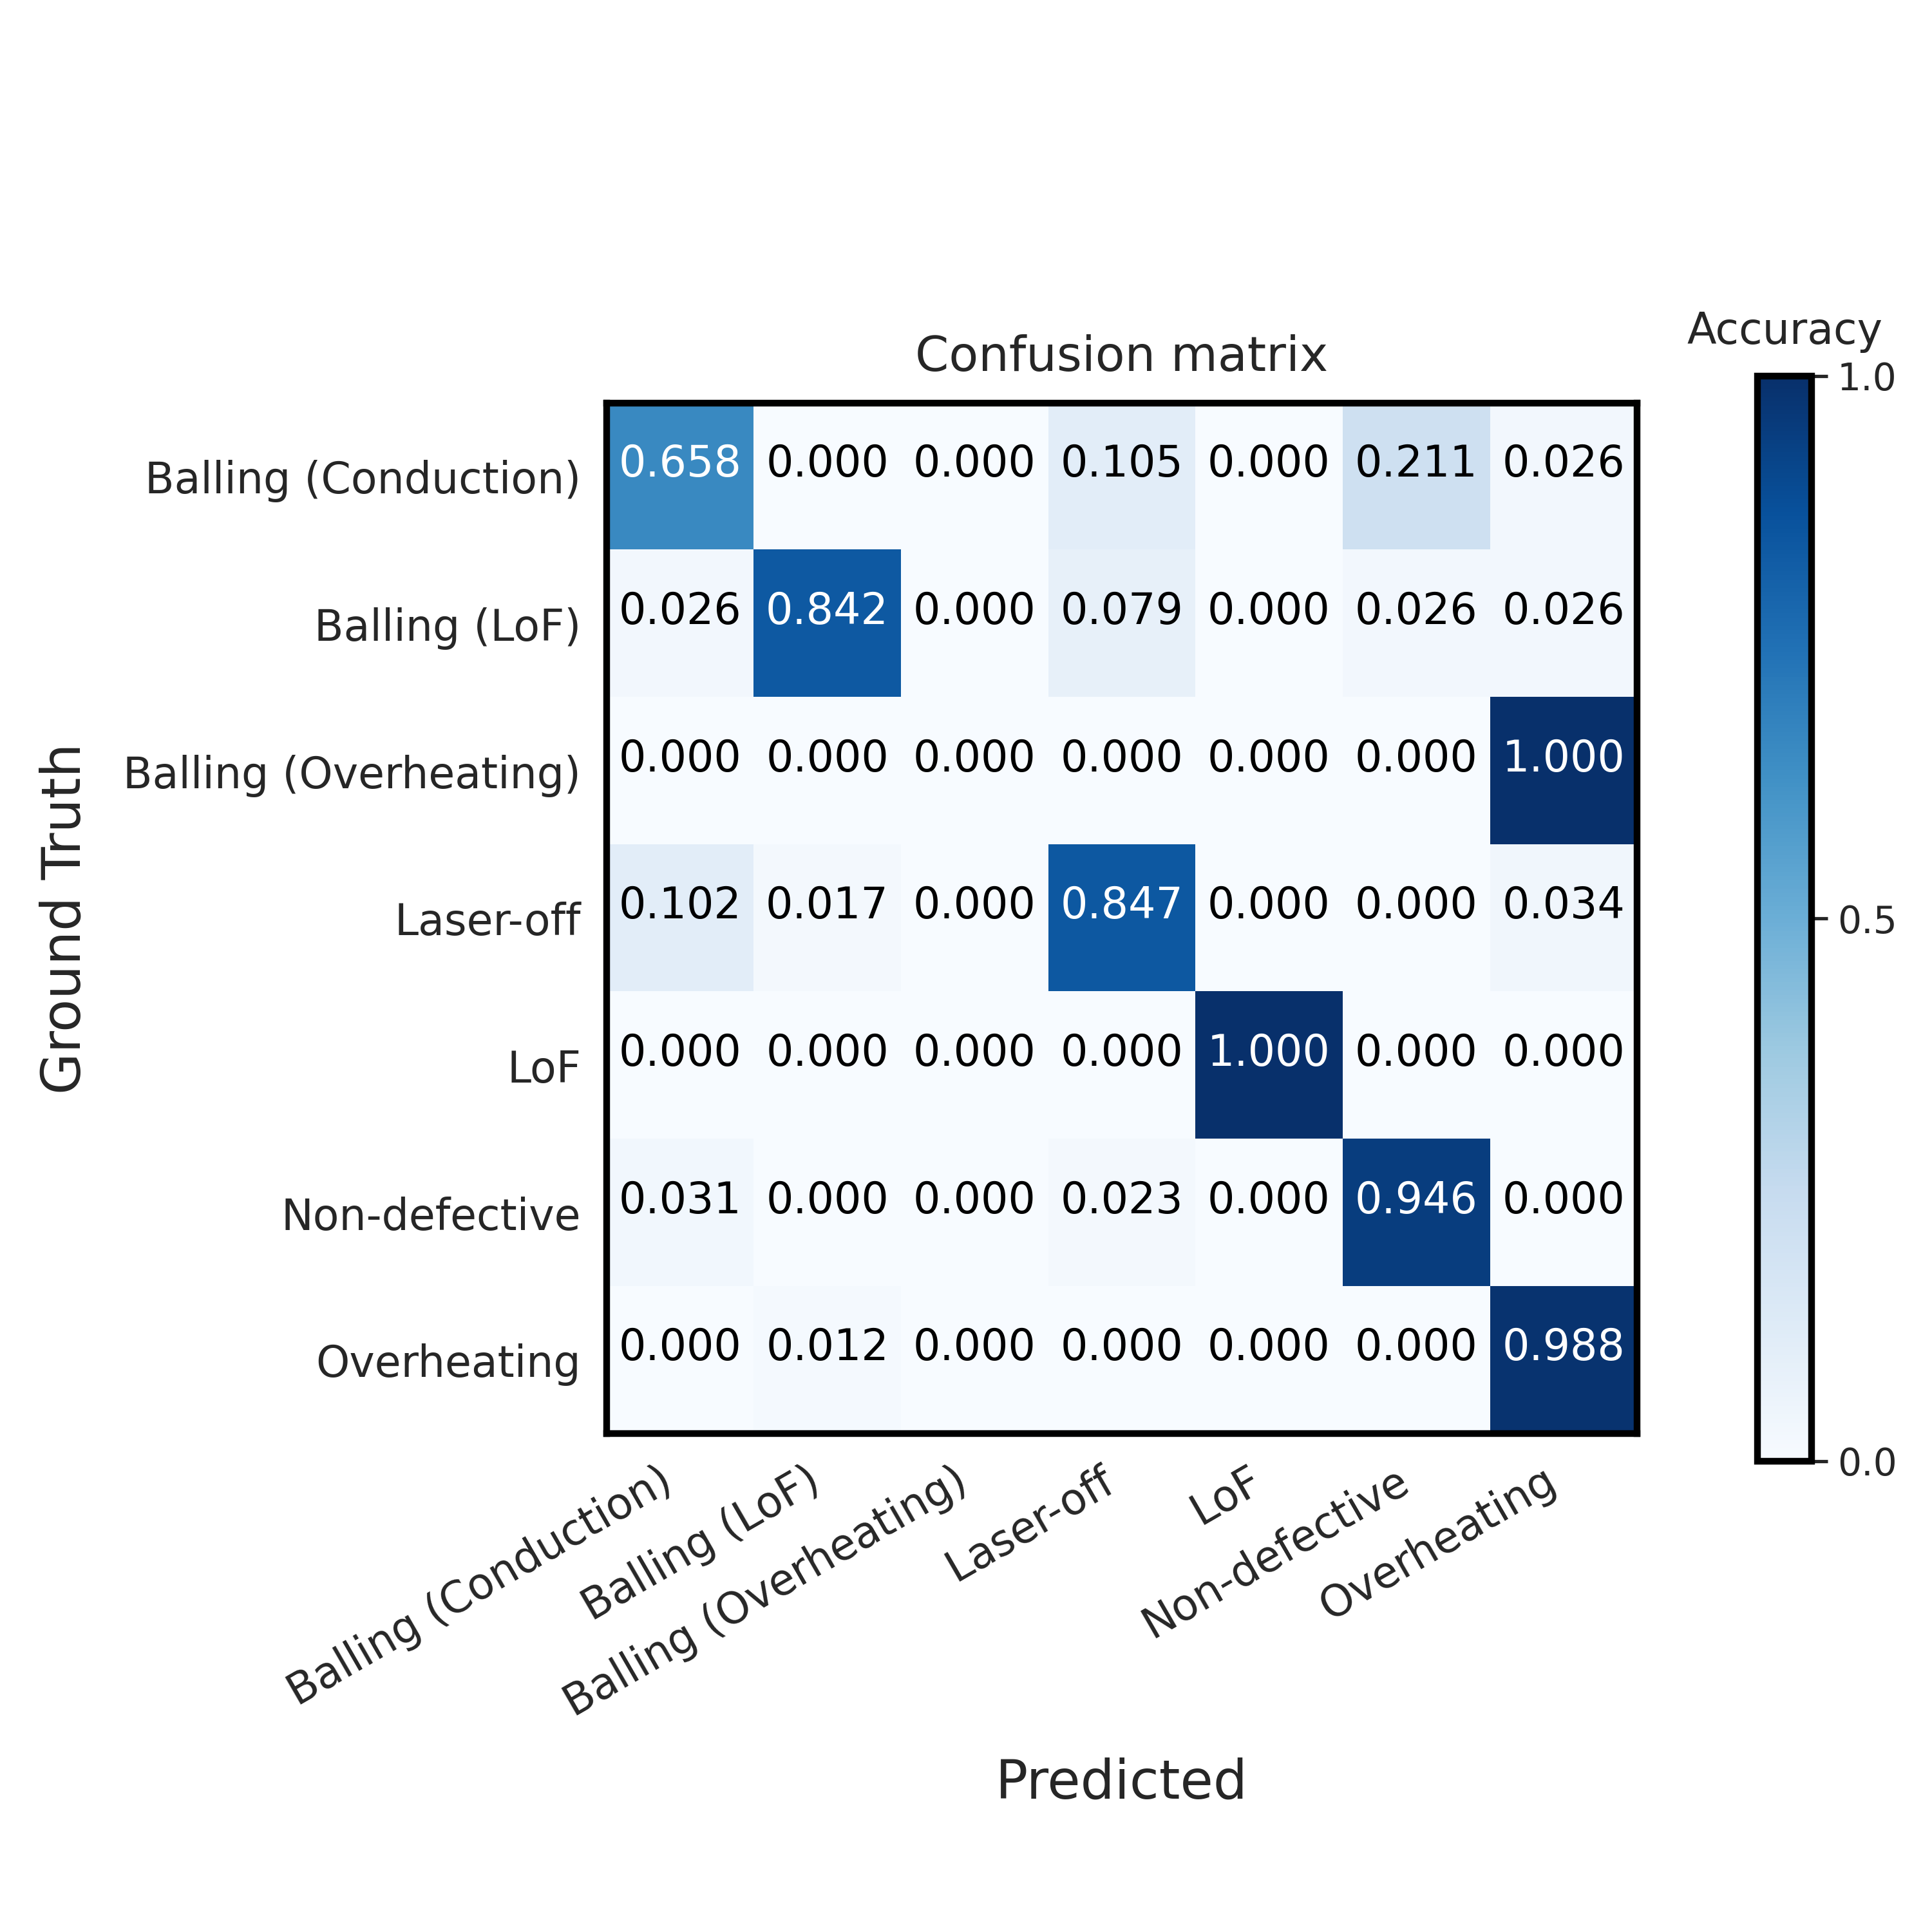 Accuracy
Confusion matrix
1.0
0.5
0.0
Ground Truth
Balling (Conduction) 0.658 0.000 0.000 0.105 0.000 0.211 0.026
Balling (LoF) 0.026 0.842 0.000 0.079 0.000 0.026 0.026
Balling (Overheating) 0.000 0.000 0.000 0.000 0.000 0.000 1.000
Laser-off 0.102 0.017 0.000 0.847 0.000 0.000 0.034
LoF 0.000 0.000 0.000 0.000 1.000 0.000 0.000
Non-defective 0.031 0.000 0.000 0.023 0.000 0.946 0.000
Overheating 0.000 0.012 0.000 0.000 0.000 0.000 0.988
Balling (Conduction)
Balling (LoF)
Balling (Overheating)
Laser-off
LoF
Non-defective
Overheating
Predicted